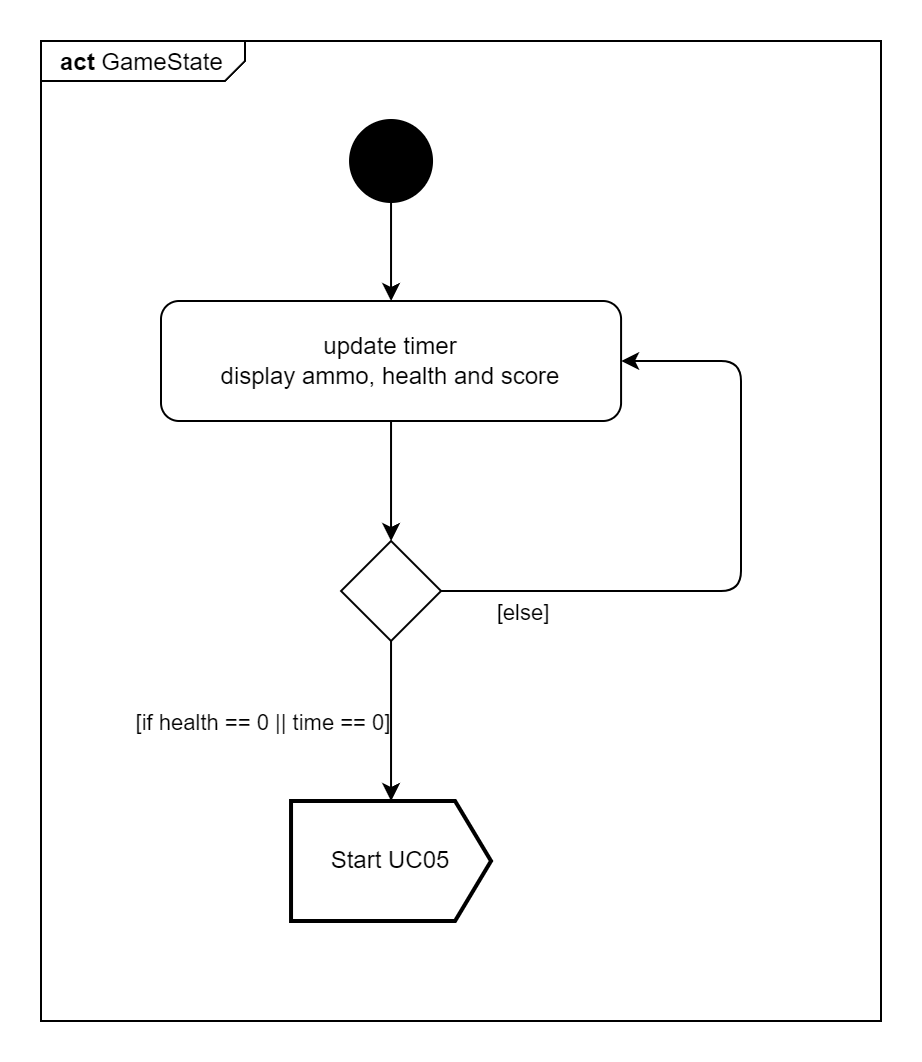 act GameState
update timer
display ammo, health and score
[else]
[if health == 0 || time == 0]
Start UC05